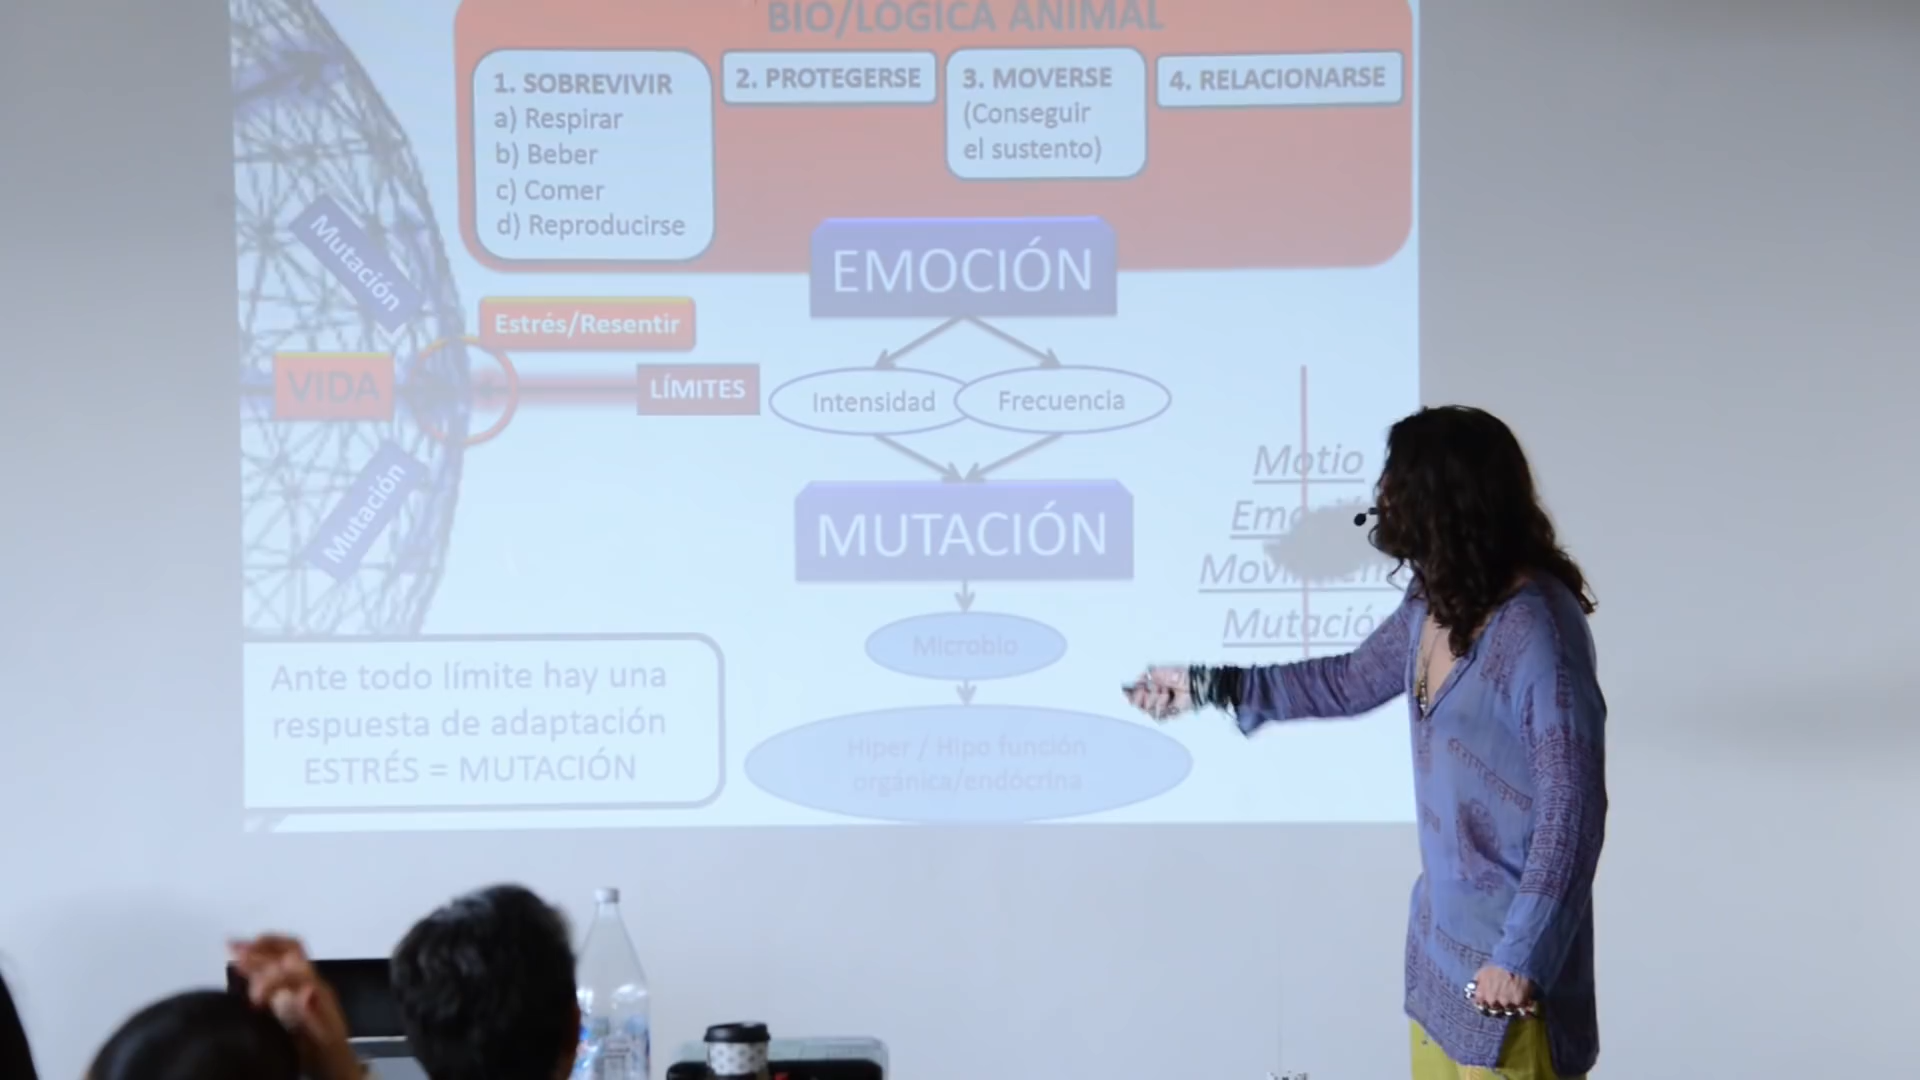 BIO/LÓGICA ANIMAL
1. SOBREVIVIR
a) Respirar
b) Beber
c) Comer
d) Reproducirse
2. PROTEGERSE
3. MOVERSE
(Conseguir
el sustento)
4. RELACIONARSE
EMOCIÓN
Intensidad
Frecuencia
MUTACIÓN
Microbio
Hiper / Hipo función
orgánica/endócrina
Mutación
Estrés/Resentir
VIDA
LÍMITES
Mutación
Ante todo límite hay una
respuesta de adaptación
ESTRÉS = MUTACIÓN
Motio
Mutación